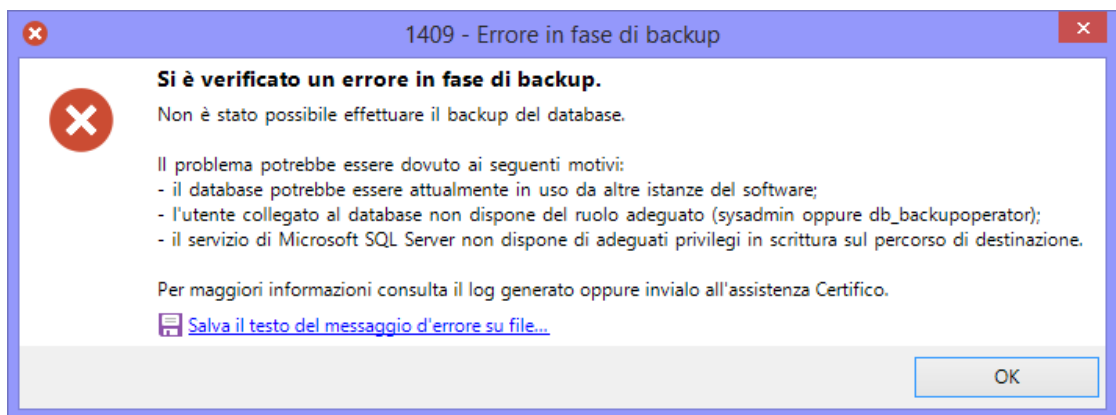 1409 - Errore in fase di backup
Si è verificato un errore in fase di backup.
Non è stato possibile effettuare il backup del database.
Il problema potrebbe essere dovuto ai seguenti motivi:
- il database potrebbe essere attualmente in uso da altre istanze del software;
- l'utente collegato al database non dispone del ruolo adeguato (sysadmin oppure db_backupoperator);
- il servizio di Microsoft SQL Server non dispone di adeguati privilegi in scrittura sul percorso di destinazione.
Per maggiori informazioni consulta il log generato oppure invialo all'assistenza Certifico.
Salva il testo del messaggio d'errore su file...
OK